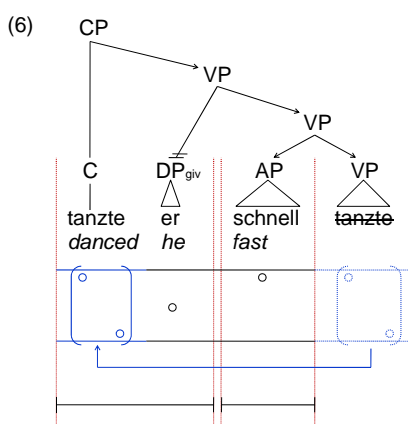 (6)
CP
VP
VP
C DPgiv AP VP
tanzte er schnell tanzte
danced he fast